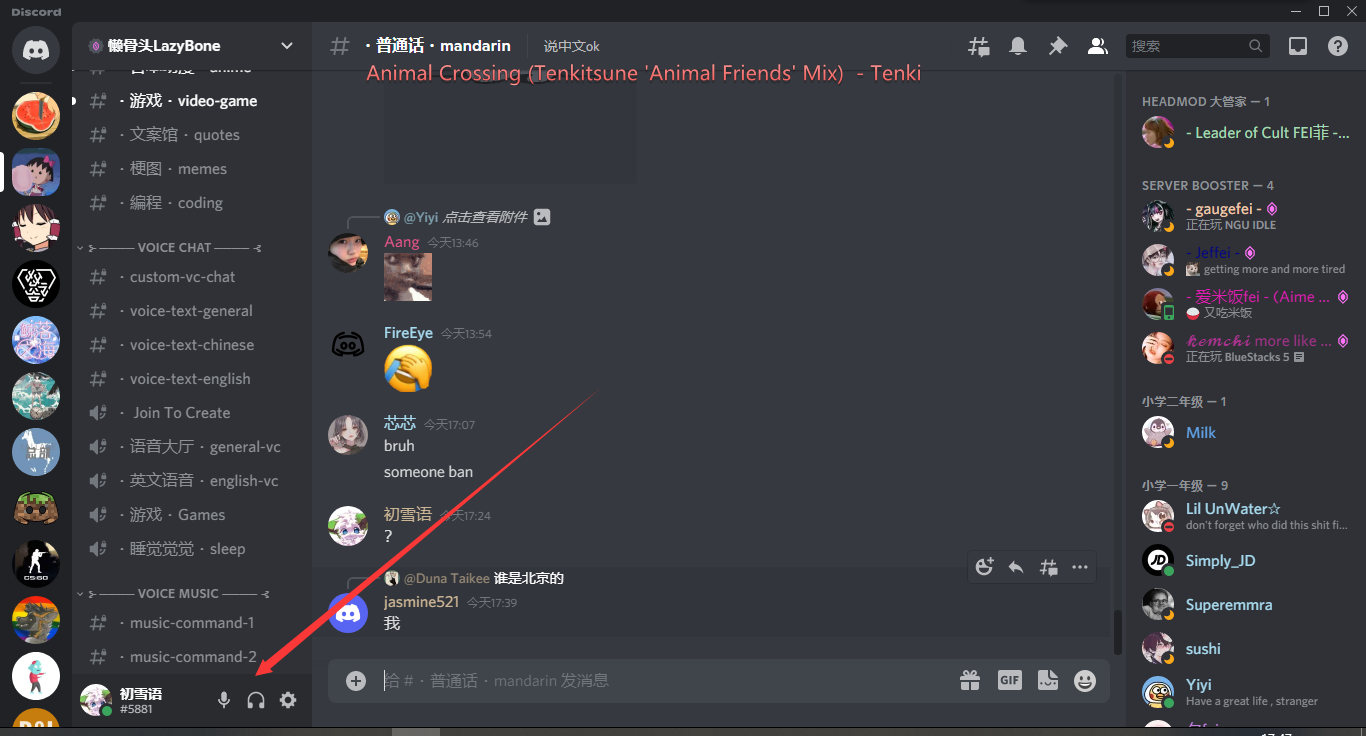 Discord
懒骨头LazyBone
· 游戏 · video-game
· 文案馆 · quotes
· 梗图 · memes
· 编程 · coding
VOICE CHAT
· custom-vc-chat
· voice-text-general
· voice-text-chinese
· voice-text-english
· Join To Create
· 语音大厅 · general-vc
· 英文语音 · english-vc
· 游戏 · Games
· 睡觉觉觉 · sleep
VOICE MUSIC
· music-command-1
· music-command-2
初雪语
#5881
CS:GO
· 普通话 · mandarin
说中文ok
搜索
Animal Crossing (Tenkitsune 'Animal Friends' Mix) - Tenki
@Yiyi 点击查看附件
Aang 今天13:46
FireEye 今天13:54
芯芯 今天17:07
bruh
someone ban
初雪语 今天17:24
?
@Duna Taikee 谁是北京的
jasmine521 今天17:39
我
给 # · 普通话 · mandarin 发消息
GIF
HEADMOD 大管家 — 1
- Leader of Cult FEI菲 -...
SERVER BOOSTER — 4
- gaugefei -
正在玩 NGU IDLE
- Jeffei -
getting more and more tired
- 爱米饭fei - (Aime ...
又吃米饭
𝓴𝓮𝓶𝓬𝓱𝓲 more like ...
正在玩 BlueStacks 5
小学二年级 — 1
Milk
小学一年级 — 9
Lil UnWater☆
don't forget who did this shit fi...
Simply_JD
Superemmra
sushi
Yiyi
Have a great life , stranger